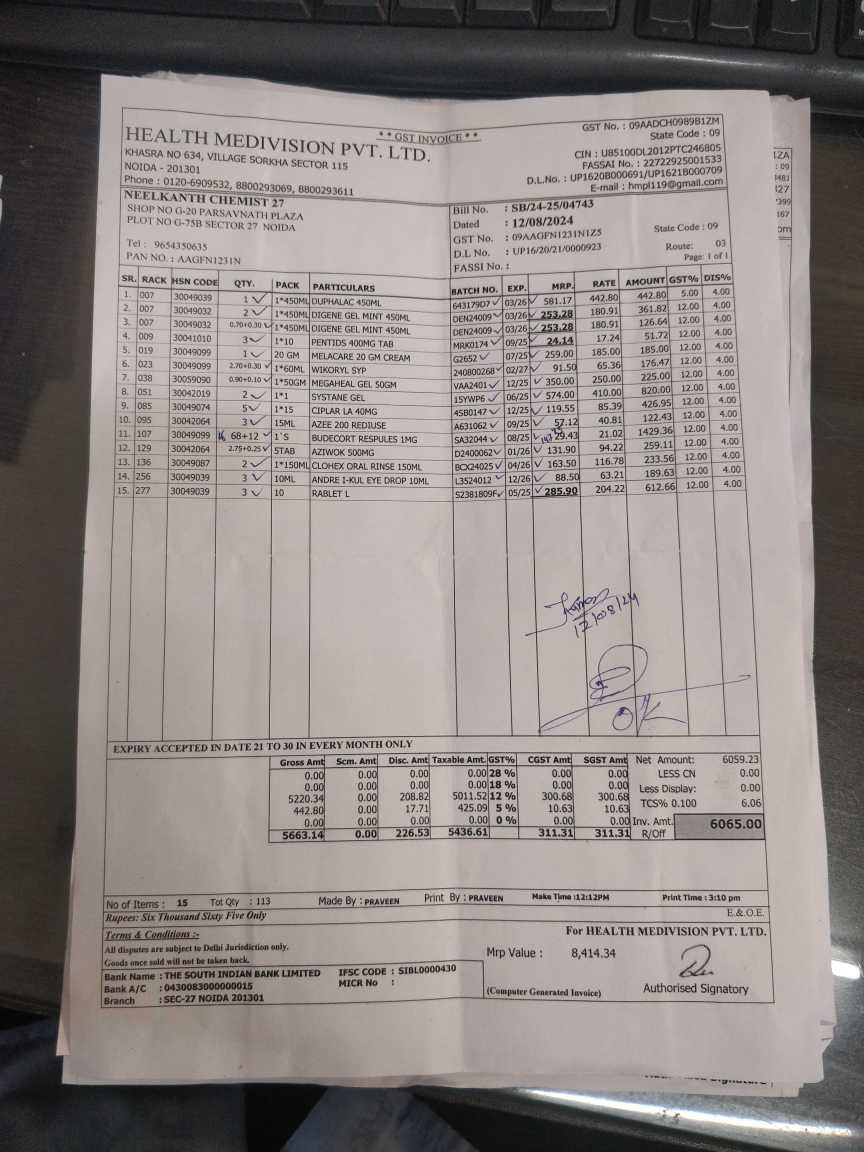 ** GST INVOICE **
HEALTH MEDIVISION PVT. LTD.
KHASRA NO 634, VILLAGE SORKHA SECTOR 115
NOIDA - 201301
Phone : 0120-6909532, 8800293069, 8800293611
GST No. : 09AADCH0989B1ZM
State Code : 09
CIN : U85100DL2012PTC246805
FASSAI No. : 22722925001533
D.L.No. : UP1620B000691/UP1621B000709
E-mail : hmpl119@gmail.com
NEELKANTH CHEMIST 27
SHOP NO G-20 PARSAVNATH PLAZA
PLOT NO G-75B SECTOR 27 NOIDA
Tel : 9654350635
PAN NO. : AAGFN1231N
Bill No. : SB/24-25/04743
Dated : 12/08/2024
GST No. : 09AAGFN1231N1Z5 State Code : 09
D.L No. : UP16/20/21/0000923 Route: 03
FASSI No. : Page: 1 of 1
SR. RACK HSN CODE QTY. PACK PARTICULARS BATCH NO. EXP. MRP. RATE AMOUNT GST% DIS%
1. 007 30049039 1 1*450ML DUPHALAC 450ML 643179D7 03/26 581.17 442.80 442.80 5.00 4.00
2. 007 30049032 2 1*450ML DIGENE GEL MINT 450ML DEN24009 03/26 253.28 180.91 361.82 12.00 4.00
3. 007 30049032 0.70+0.30 1*450ML DIGENE GEL MINT 450ML DEN24009 03/26 253.28 180.91 126.64 12.00 4.00
4. 009 30041010 3 1*10 PENTIDS 400MG TAB MRK0174 09/25 24.14 17.24 51.72 12.00 4.00
5. 019 30049099 1 20 GM MELACARE 20 GM CREAM G2652 07/25 259.00 185.00 185.00 12.00 4.00
6. 023 30049099 2.70+0.30 1*60ML WIKORYL SYP 240800268 02/27 91.50 65.36 176.47 12.00 4.00
7. 038 30059090 0.90+0.10 1*50GM MEGAHEAL GEL 50GM VAA2401 12/25 350.00 250.00 225.00 12.00 4.00
8. 051 30042019 2 1*1 SYSTANE GEL 15YWP6 06/25 574.00 410.00 820.00 12.00 4.00
9. 085 30049074 5 1*15 CIPLAR LA 40MG 4SB0147 12/25 119.55 85.39 426.95 12.00 4.00
10. 095 30042064 3 15ML AZEE 200 REDIUSE A631062 09/25 57.12 40.81 122.43 12.00 4.00
11. 107 30049099 16 68+12 1`S BUDECORT RESPULES 1MG SA32044 08/25 29.43 21.02 1429.36 12.00 4.00
12. 129 30042064 2.75+0.25 5TAB AZIWOK 500MG D2400062 01/26 131.90 94.22 259.11 12.00 4.00
13. 136 30049087 2 1*150ML CLOHEX ORAL RINSE 150ML BCX24025 04/26 163.50 116.78 233.56 12.00 4.00
14. 256 30049039 3 10ML ANDRE I-KUL EYE DROP 10ML L3524012 12/26 88.50 63.21 189.63 12.00 4.00
15. 277 30049039 3 10 RABLET L S2381809F 05/25 285.90 204.22 612.66 12.00 4.00
12/08/24
OK
EXPIRY ACCEPTED IN DATE 21 TO 30 IN EVERY MONTH ONLY
Gross Amt Scm. Amt Disc. Amt Taxable Amt. GST% CGST Amt SGST Amt
0.00 0.00 0.00 0.00 28 % 0.00 0.00
0.00 0.00 0.00 0.00 18 % 0.00 0.00
5220.34 0.00 208.82 5011.52 12 % 300.68 300.68
442.80 0.00 17.71 425.09 5 % 10.63 10.63
0.00 0.00 0.00 0.00 0 % 0.00 0.00
5663.14 0.00 226.53 5436.61 311.31 311.31
Net Amount: 6059.23
LESS CN 0.00
Less Display: 0.00
TCS% 0.100 6.06
Inv. Amt. 6065.00
R/Off
No of Items : 15 Tot Qty : 113 Made By : PRAVEEN Print By : PRAVEEN Make Time :12:12PM Print Time : 3:10 pm
Rupees: Six Thousand Sixty Five Only
E.&O.E.
Terms & Conditions :-
All disputes are subject to Delhi Jurisdiction only.
Goods once sold will not be taken back.
Bank Name : THE SOUTH INDIAN BANK LIMITED IFSC CODE : SIBL0000430
Bank A/C : 0430083000000015 MICR No :
Branch : SEC-27 NOIDA 201301
For HEALTH MEDIVISION PVT. LTD.
Mrp Value : 8,414.34
(Computer Generated Invoice)
Authorised Signatory